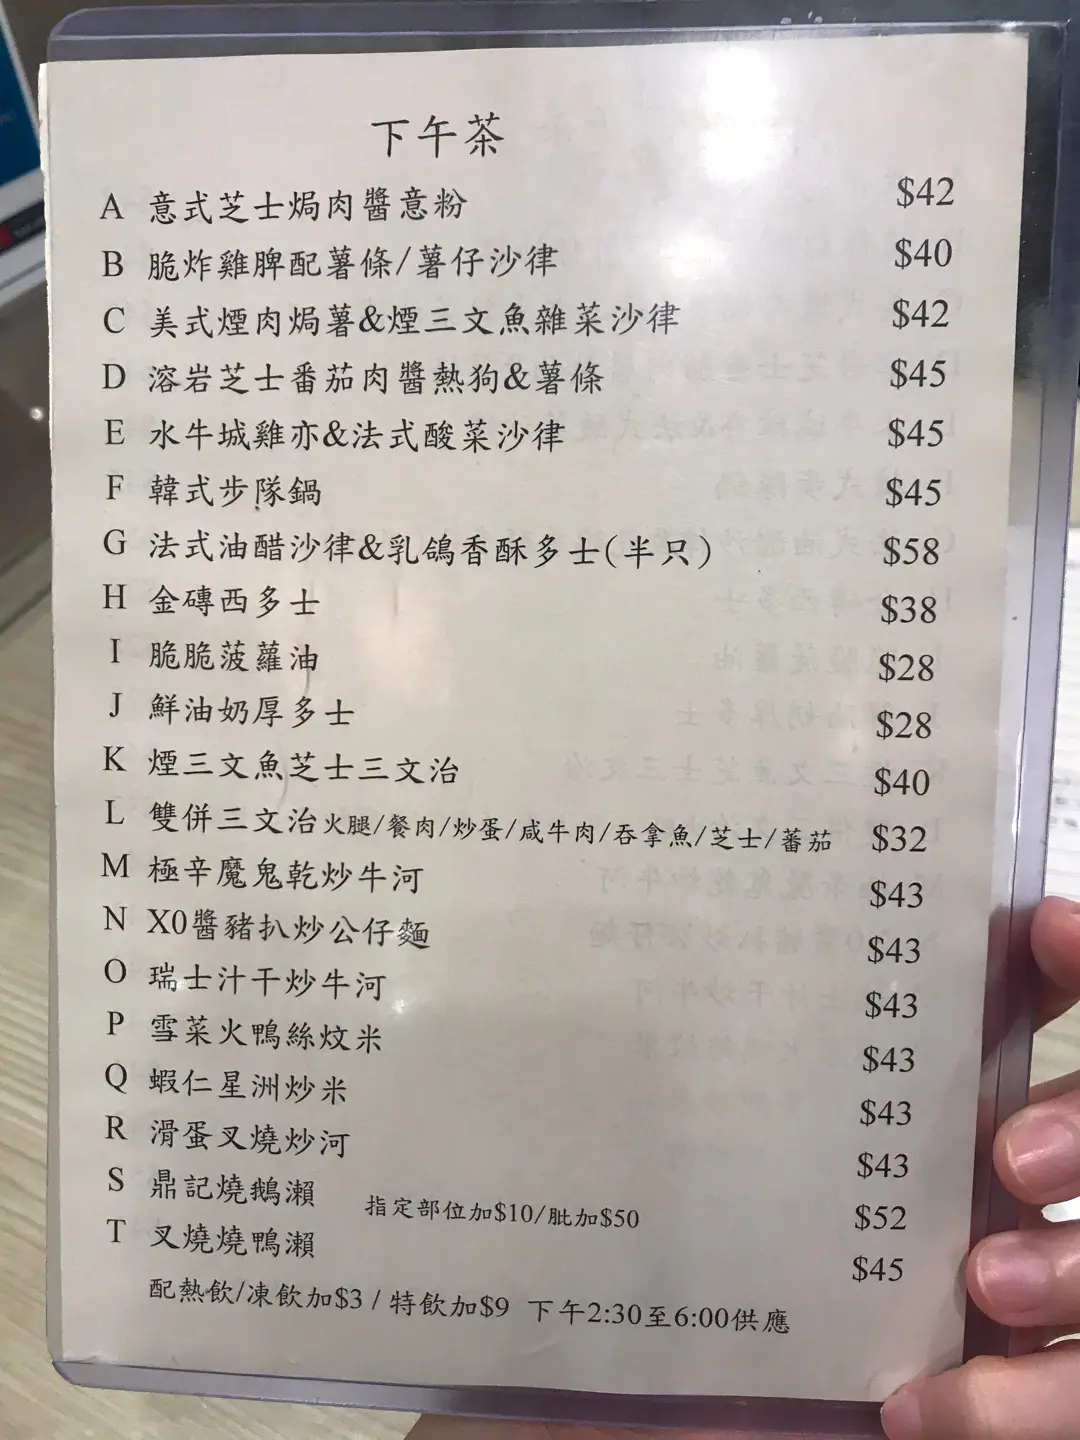 下午茶
A 意式芝士焗肉醬意粉 $42
B 脆炸雞脾配薯條/薯仔沙律 $40
C 美式煙肉焗薯&煙三文魚雜菜沙律 $42
D 溶岩芝士番茄肉醬熱狗&薯條 $45
E 水牛城雞亦&法式酸菜沙律 $45
F 韓式步隊鍋 $45
G 法式油醋沙律&乳鴿香酥多士(半只) $58
H 金磚西多士 $38
I 脆脆菠蘿油 $28
J 鮮油奶厚多士 $28
K 煙三文魚芝士三文治 $40
L 雙併三文治火腿/餐肉/炒蛋/咸牛肉/吞拿魚/芝士/蕃茄 $32
M 極辛魔鬼乾炒牛河 $43
N X0醬豬扒炒公仔麵 $43
O 瑞士汁干炒牛河 $43
P 雪菜火鴨絲炆米 $43
Q 蝦仁星洲炒米 $43
R 滑蛋叉燒炒河 $43
S 鼎記燒鵝瀨 指定部位加$10/肶加$50 $52
T 叉燒燒鴨瀨 $45
配熱飲/凍飲加$3 / 特飲加$9 下午2:30至6:00供應